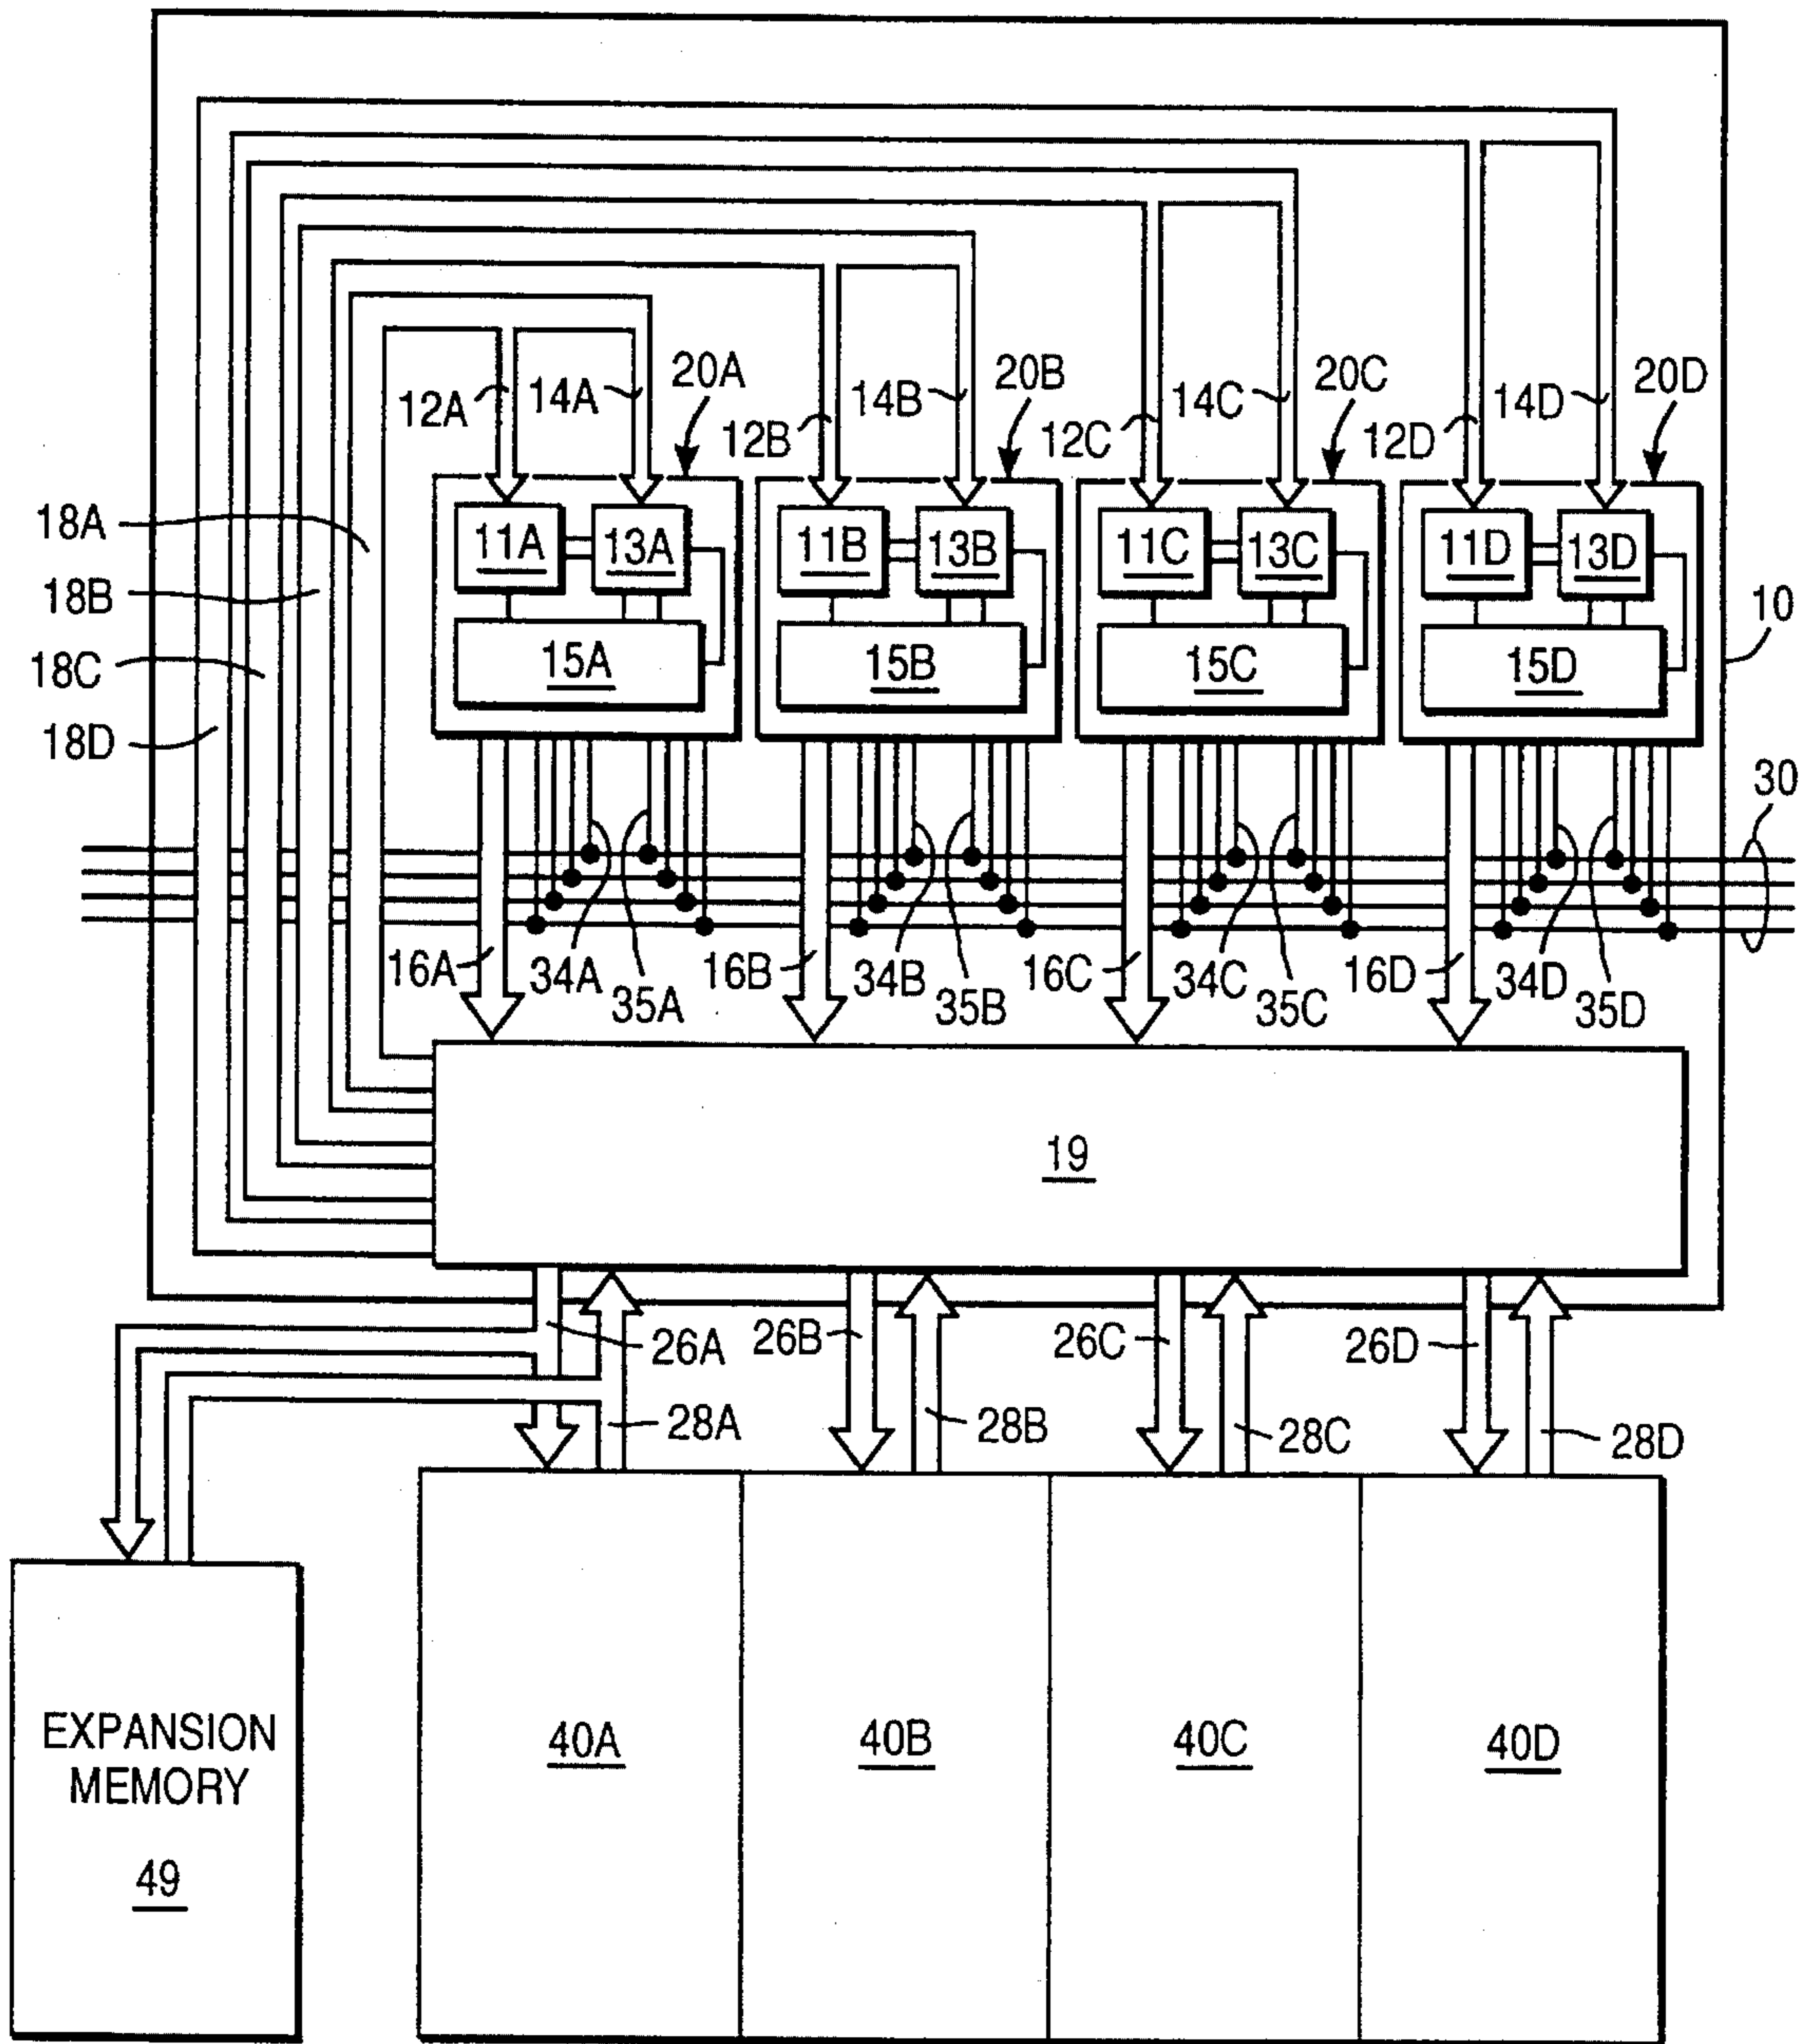 20A
20B
20C
20D
12A
14A
12B
14B
12C
14C
12D
14D
18A
18B
18C
18D
11A
13A
11B
13B
11C
13C
11D
13D
15A
15B
15C
15D
10
30
16A
34A
35A
16B
34B
35B
16C
34C
35C
16D
34D
35D
19
26A
26B
26C
26D
28A
28B
28C
28D
EXPANSION
MEMORY
49
40A
40B
40C
40D